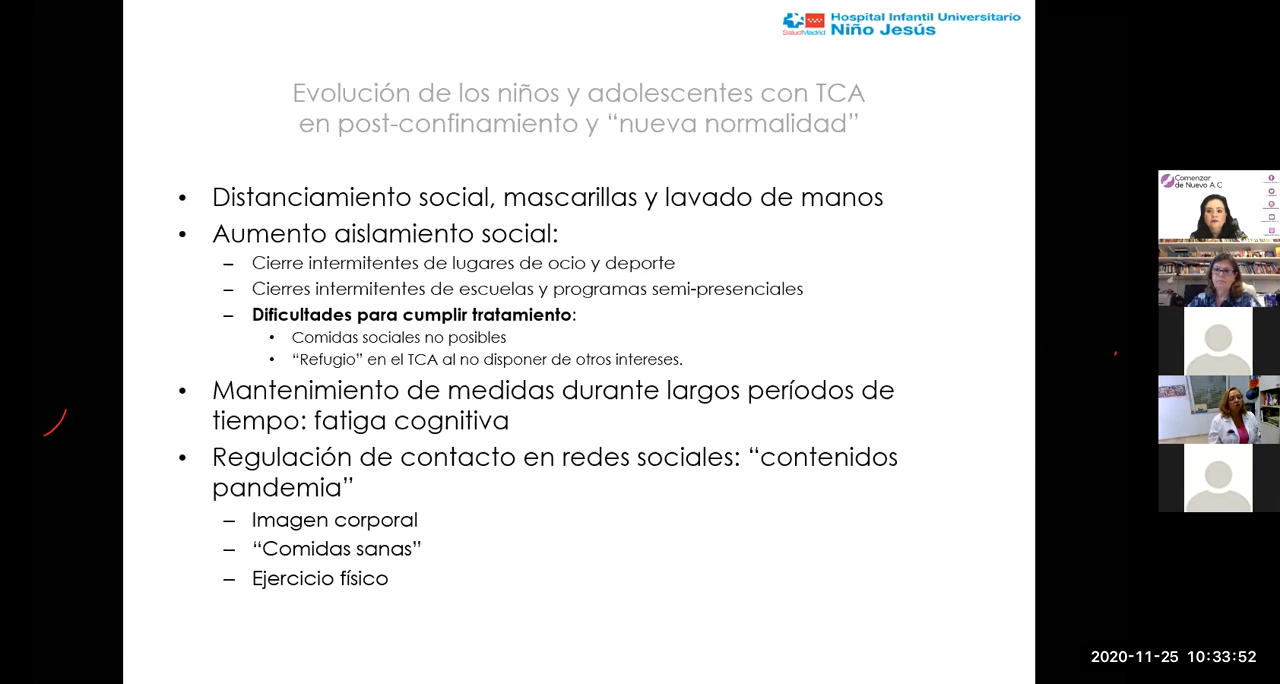 Hospital Infantil Universitario
SaludMadrid
Niño Jesús
Evolución de los niños y adolescentes con TCA
en post-confinamiento y “nueva normalidad”
• Distanciamiento social, mascarillas y lavado de manos
• Aumento aislamiento social:
– Cierre intermitentes de lugares de ocio y deporte
– Cierres intermitentes de escuelas y programas semi-presenciales
– Dificultades para cumplir tratamiento:
• Comidas sociales no posibles
• “Refugio” en el TCA al no disponer de otros intereses.
• Mantenimiento de medidas durante largos períodos de
tiempo: fatiga cognitiva
• Regulación de contacto en redes sociales: “contenidos
pandemia”
– Imagen corporal
– “Comidas sanas”
– Ejercicio físico
Comenzar
de Nuevo A.C
2020-11-25 10:33:52